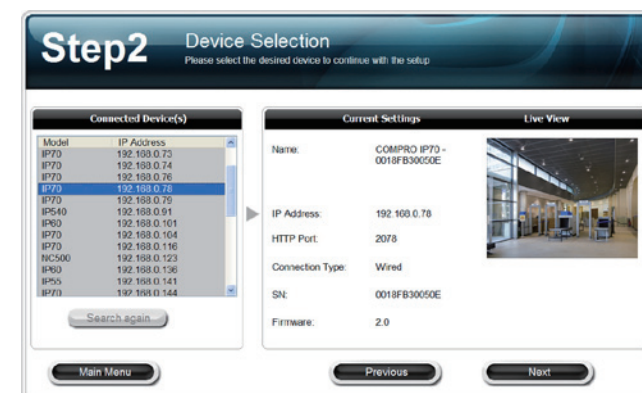 Step2
Device Selection
Please select the desired device to continue with the setup
Connected Device(s)
Model IP Address
IP70 192.168.0.73
IP70 192.168.0.74
IP70 192.168.0.76
IP70 192.168.0.78
IP70 192.168.0.79
IP540 192.168.0.91
IP60 192.168.0.101
IP70 192.168.0.104
IP70 192.168.0.116
NC500 192.168.0.123
IP60 192.168.0.136
IP55 192.168.0.141
IP70 192.168.0.144
Search again
Current Settings Live View
Name: COMPRO IP70 -
0018FB30050E
IP Address: 192.168.0.78
HTTP Port: 2078
Connection Type: Wired
SN: 0018FB30050E
Firmware: 2.0
Main Menu Previous Next